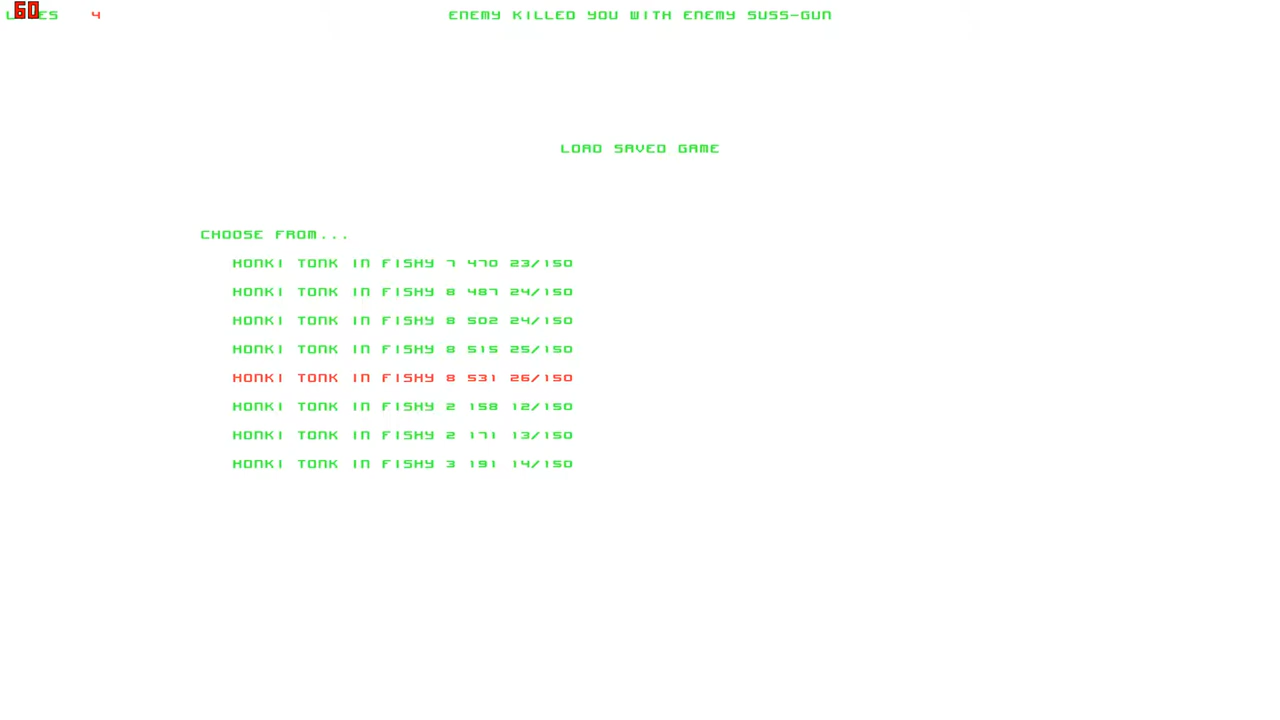 60 ES 4
ENEMY KILLED YOU WITH ENEMY SUSS-GUN
LOAD SAVED GAME
CHOOSE FROM...
HONKI TONK IN FISHY 7 470 23/150
HONKI TONK IN FISHY 8 487 24/150
HONKI TONK IN FISHY 8 502 24/150
HONKI TONK IN FISHY 8 515 25/150
HONKI TONK IN FISHY 8 531 26/150
HONKI TONK IN FISHY 2 158 12/150
HONKI TONK IN FISHY 2 171 13/150
HONKI TONK IN FISHY 3 191 14/150